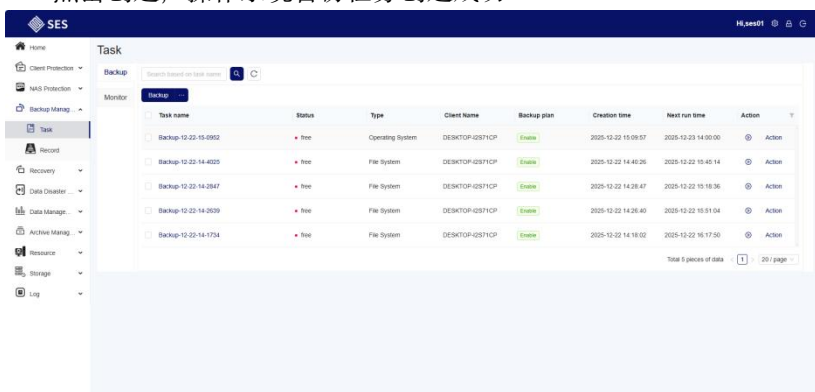 SES
Hi,ses01
Home
Task
Client Protection
Backup
Search based on task name
NAS Protection
Monitor
Backup ...
Backup Manag...
Task name Status Type Client Name Backup plan Creation time Next run time Action
Task
Backup-12-22-15-0952 free Operating System DESKTOP-I2S71CP Enable 2025-12-22 15:09:57 2025-12-23 14:00:00 Action
Record
Backup-12-22-14-4025 free File System DESKTOP-I2S71CP Enable 2025-12-22 14:40:26 2025-12-22 15:45:14 Action
Recovery
Data Disaster ...
Backup-12-22-14-2847 free File System DESKTOP-I2S71CP Enable 2025-12-22 14:28:47 2025-12-22 15:18:36 Action
Data Manage...
Backup-12-22-14-2639 free File System DESKTOP-I2S71CP Enable 2025-12-22 14:26:40 2025-12-22 15:51:04 Action
Archive Manag...
Backup-12-22-14-1734 free File System DESKTOP-I2S71CP Enable 2025-12-22 14:18:02 2025-12-22 16:17:50 Action
Resource
Total 5 pieces of data 1 20 / page
Storage
Log